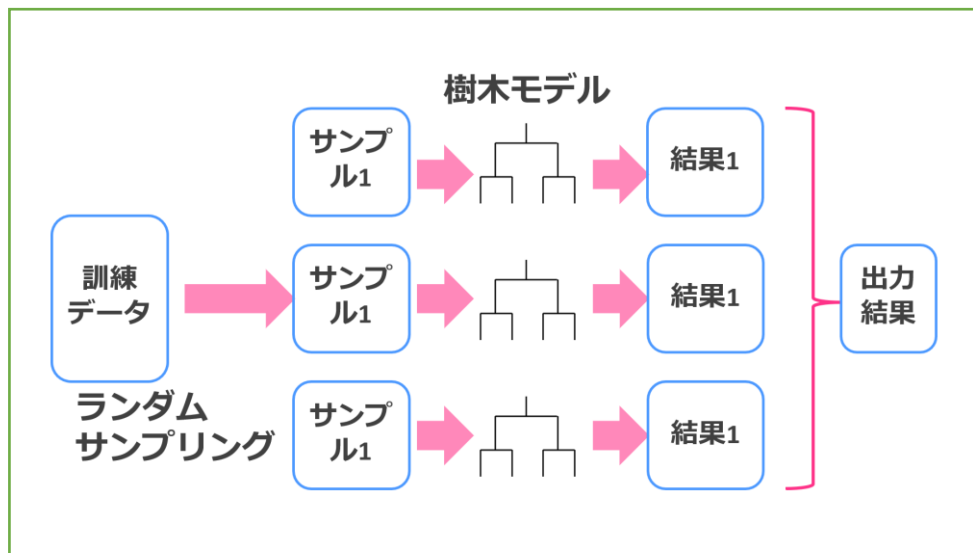 樹木モデル
サンプ
ル1
結果1
訓練
データ
サンプ
ル1
結果1
出力
結果
ランダム
サンプリング
サンプ
ル1
結果1